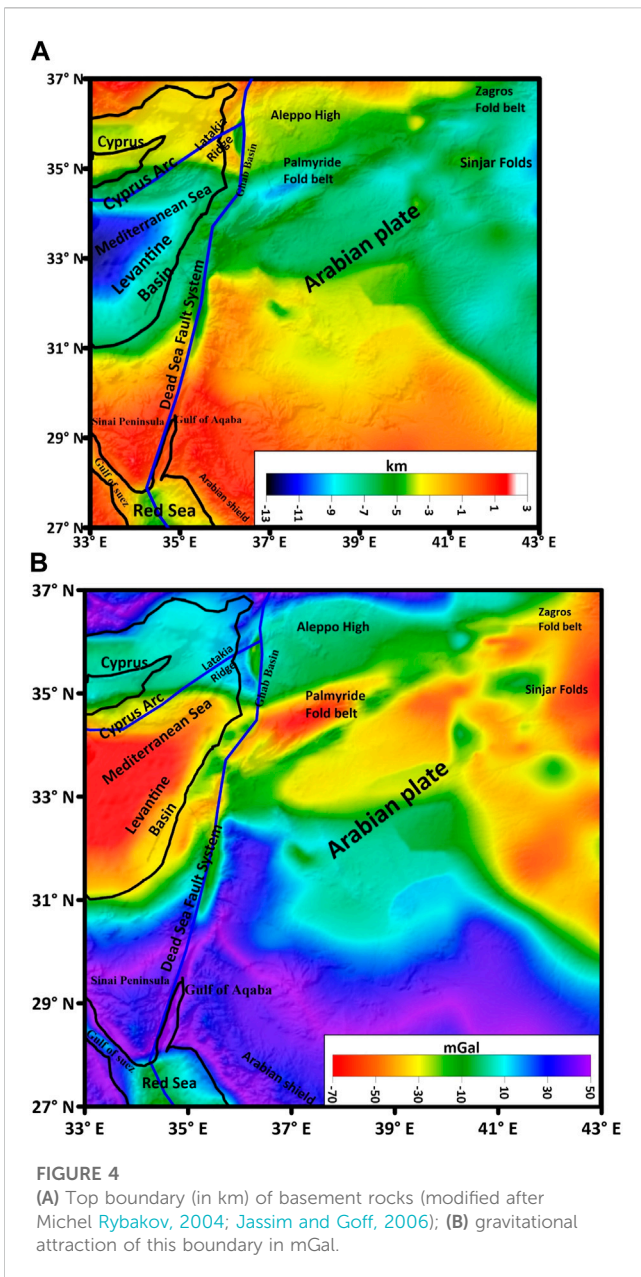 A
37° N
35° N
33° N
31° N
29° N
27° N
33° E
35° E
37° E
39° E
41° E
43° E
Zagros
Fold belt
Aleppo High
Cyprus
Latakia
Ridge
Cyprus Arc
Ghab Basin
Palmyride
Fold belt
Sinjar Folds
Mediterranean Sea
Levantine
Basin
Arabian plate
Dead Sea Fault System
Sinai Peninsula
Gulf of Aqaba
Gulf of suez
Arabian shield
Red Sea
km
-13
-11
-9
-7
-5
-3
-1
1
3
B
37° N
35° N
33° N
31° N
29° N
27° N
33° E
35° E
37° E
39° E
41° E
43° E
Zagros
Fold belt
Aleppo High
Cyprus
Latakia
Ridge
Cyprus Arc
Ghab Basin
Palmyride
Fold belt
Sinjar Folds
Mediterranean Sea
Levantine
Basin
Arabian plate
Dead Sea Fault System
Sinai Peninsula
Gulf of Aqaba
Gulf of suez
Arabian shield
Red Sea
mGal
-70
-50
-30
-10
10
30
50
FIGURE 4
(A) Top boundary (in km) of basement rocks (modified after
Michel Rybakov, 2004; Jassim and Goff, 2006); (B) gravitational
attraction of this boundary in mGal.